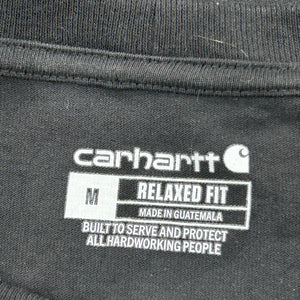 carhartt
M
RELAXED FIT
MADE IN GUATEMALA
BUILT TO SERVE AND PROTECT
ALL HARDWORKING PEOPLE